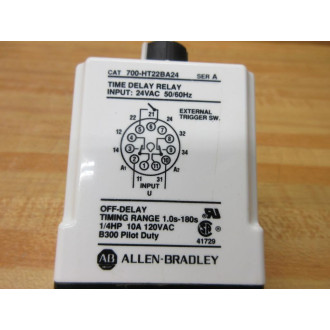 CAT 700-HT22BA24 SER A
TIME DELAY RELAY
INPUT: 24VAC 50/60Hz
EXTERNAL
TRIGGER SW.
21
12 22 32 24
14 34
A1 A2
11 31
INPUT
U
OFF-DELAY
TIMING RANGE 1.0s-180s
1/4HP 10A 120VAC
B300 Pilot Duty
41729
AB ALLEN-BRADLEY